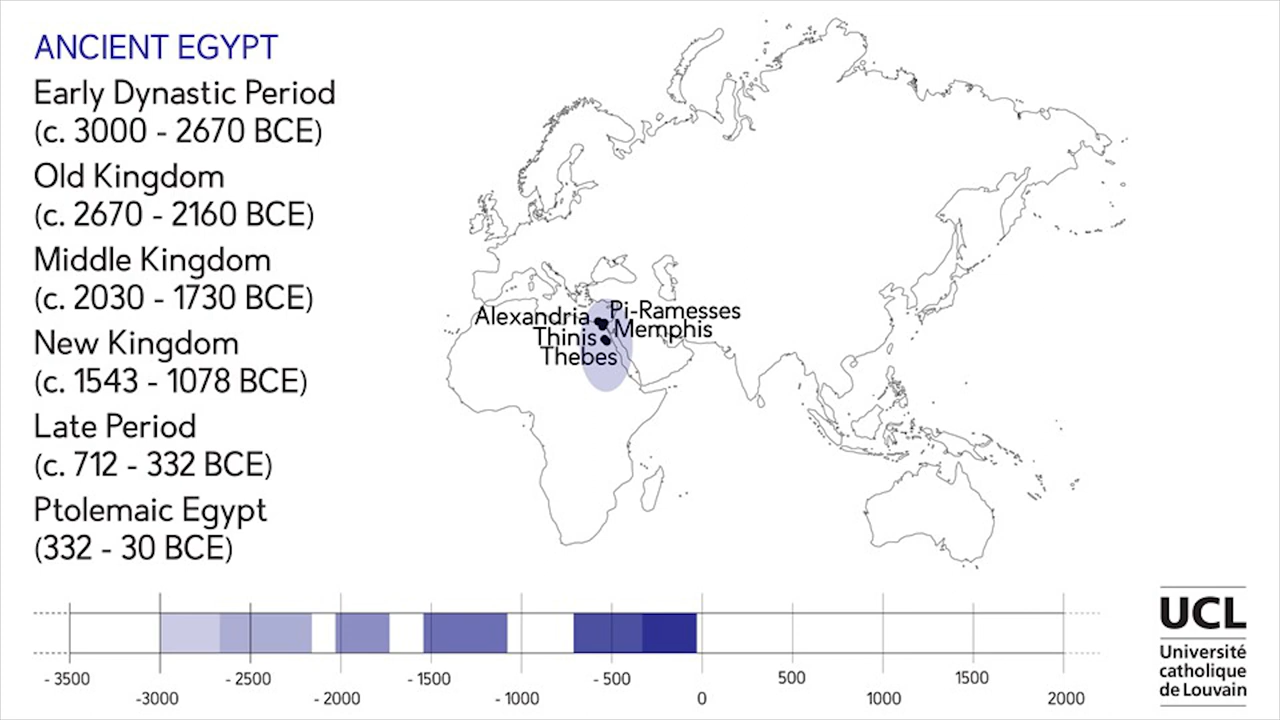 ANCIENT EGYPT
Early Dynastic Period
(c. 3000 - 2670 BCE)
Old Kingdom
(c. 2670 - 2160 BCE)
Middle Kingdom
(c. 2030 - 1730 BCE)
New Kingdom
(c. 1543 - 1078 BCE)
Late Period
(c. 712 - 332 BCE)
Ptolemaic Egypt
(332 - 30 BCE)
Alexandria
Pi-Ramesses
Memphis
Thinis
Thebes
- 3500
-3000
- 2500
- 2000
- 1500
- 1000
- 500
0
500
1000
1500
2000
UCL
Université
catholique
de Louvain